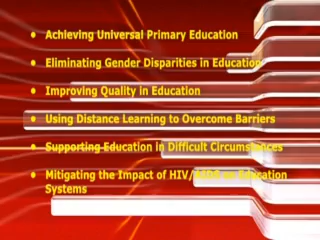 • Achieving Universal Primary Education
• Eliminating Gender Disparities in Education
• Improving Quality in Education
• Using Distance Learning to Overcome Barriers
• Supporting Education in Difficult Circumstances
• Mitigating the Impact of HIV/AIDS on Education
Systems